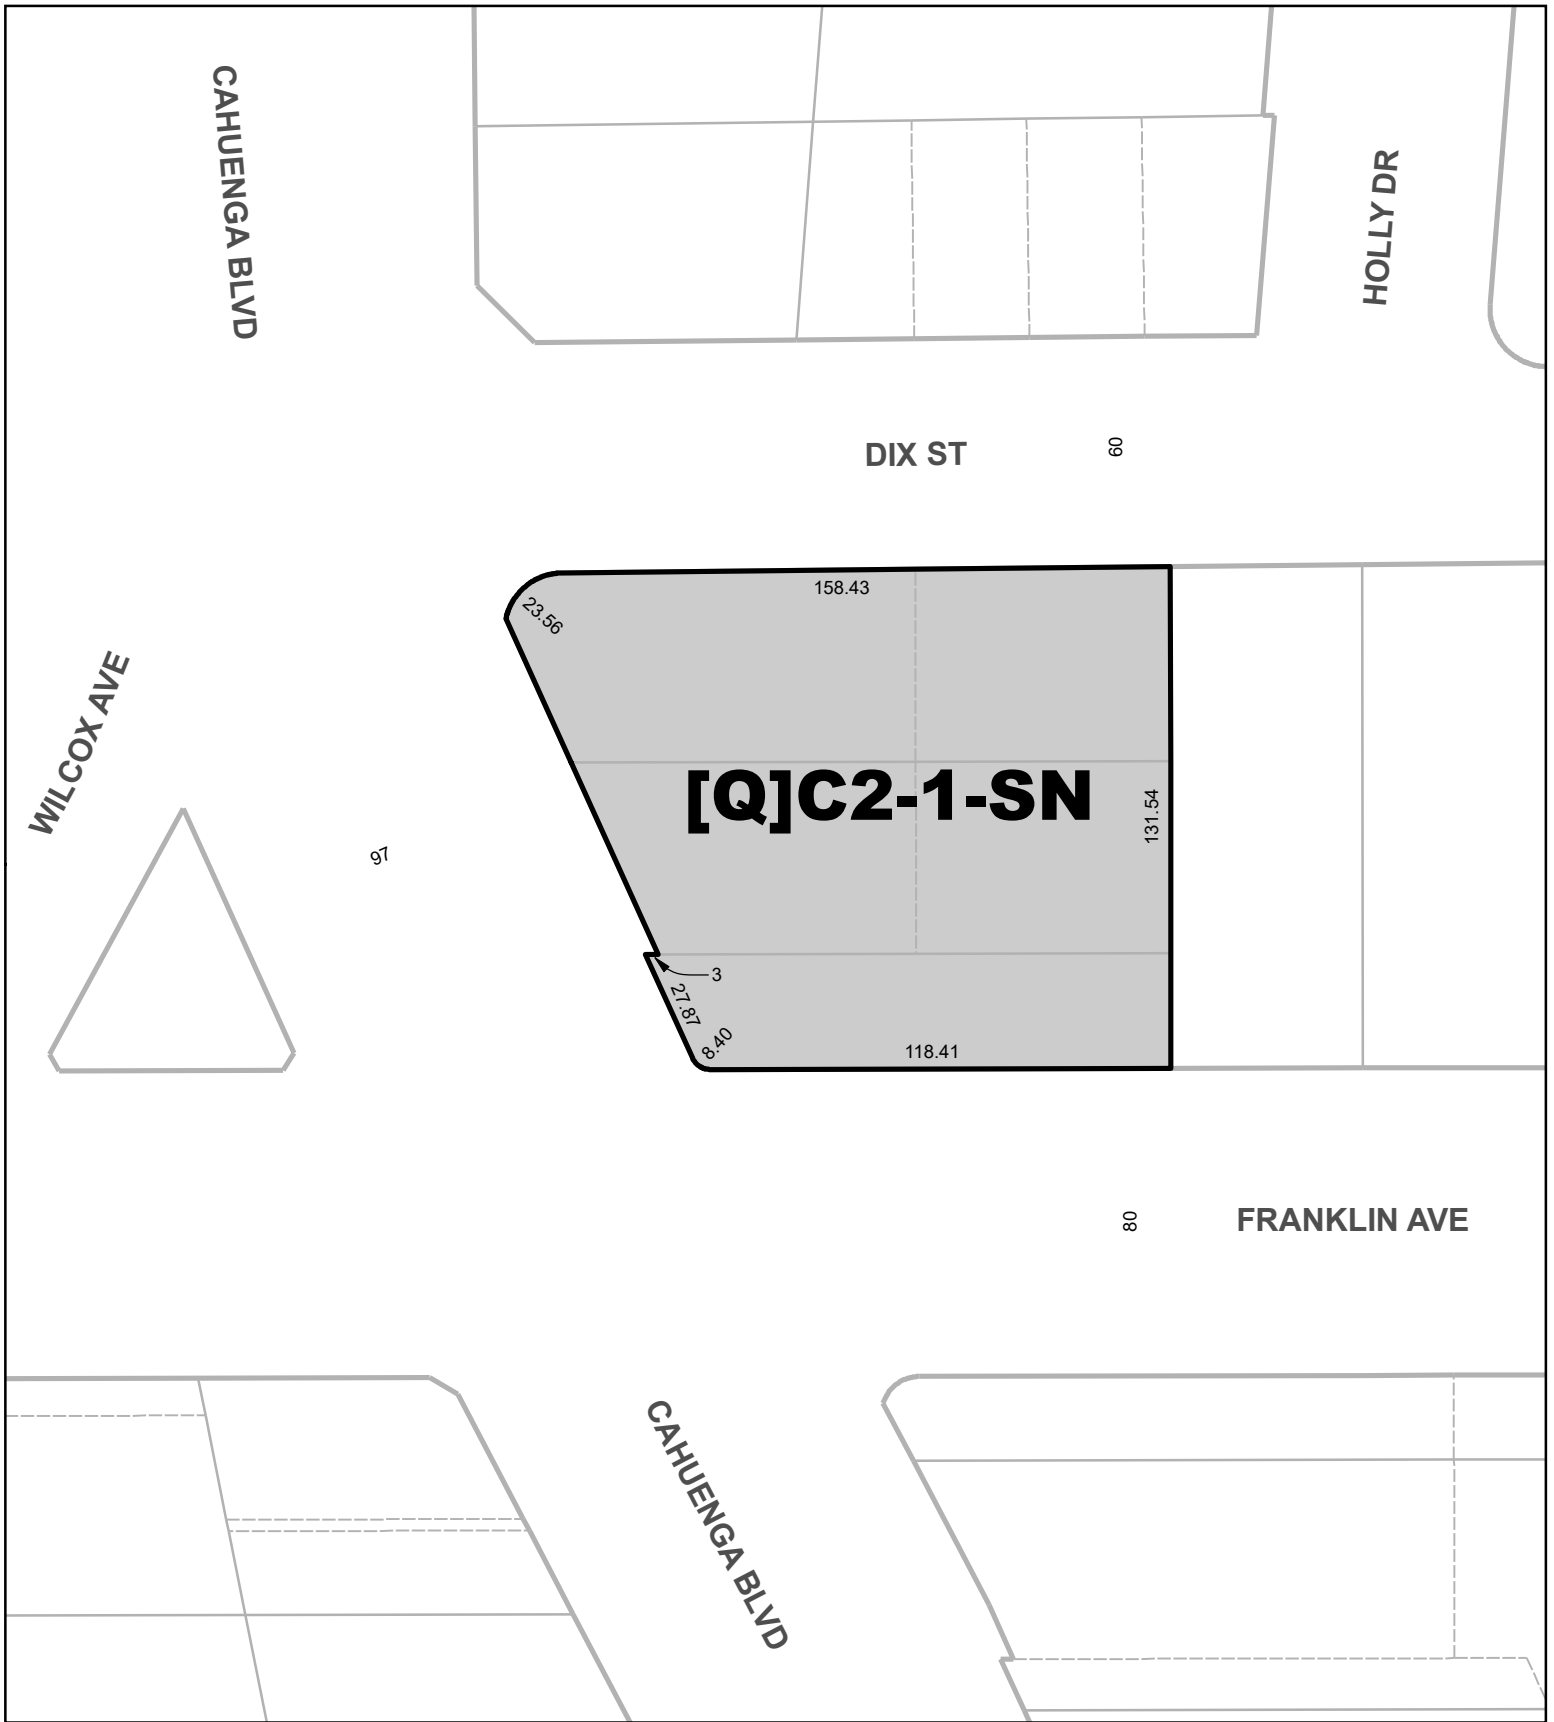 CAHUENGA BLVD
HOLLY DR
DIX ST
60
158.43
23.56
WILCOX AVE
[Q]C2-1-SN
131.54
97
3
27.87
8.40
118.41
80
FRANKLIN AVE
CAHUENGA BLVD